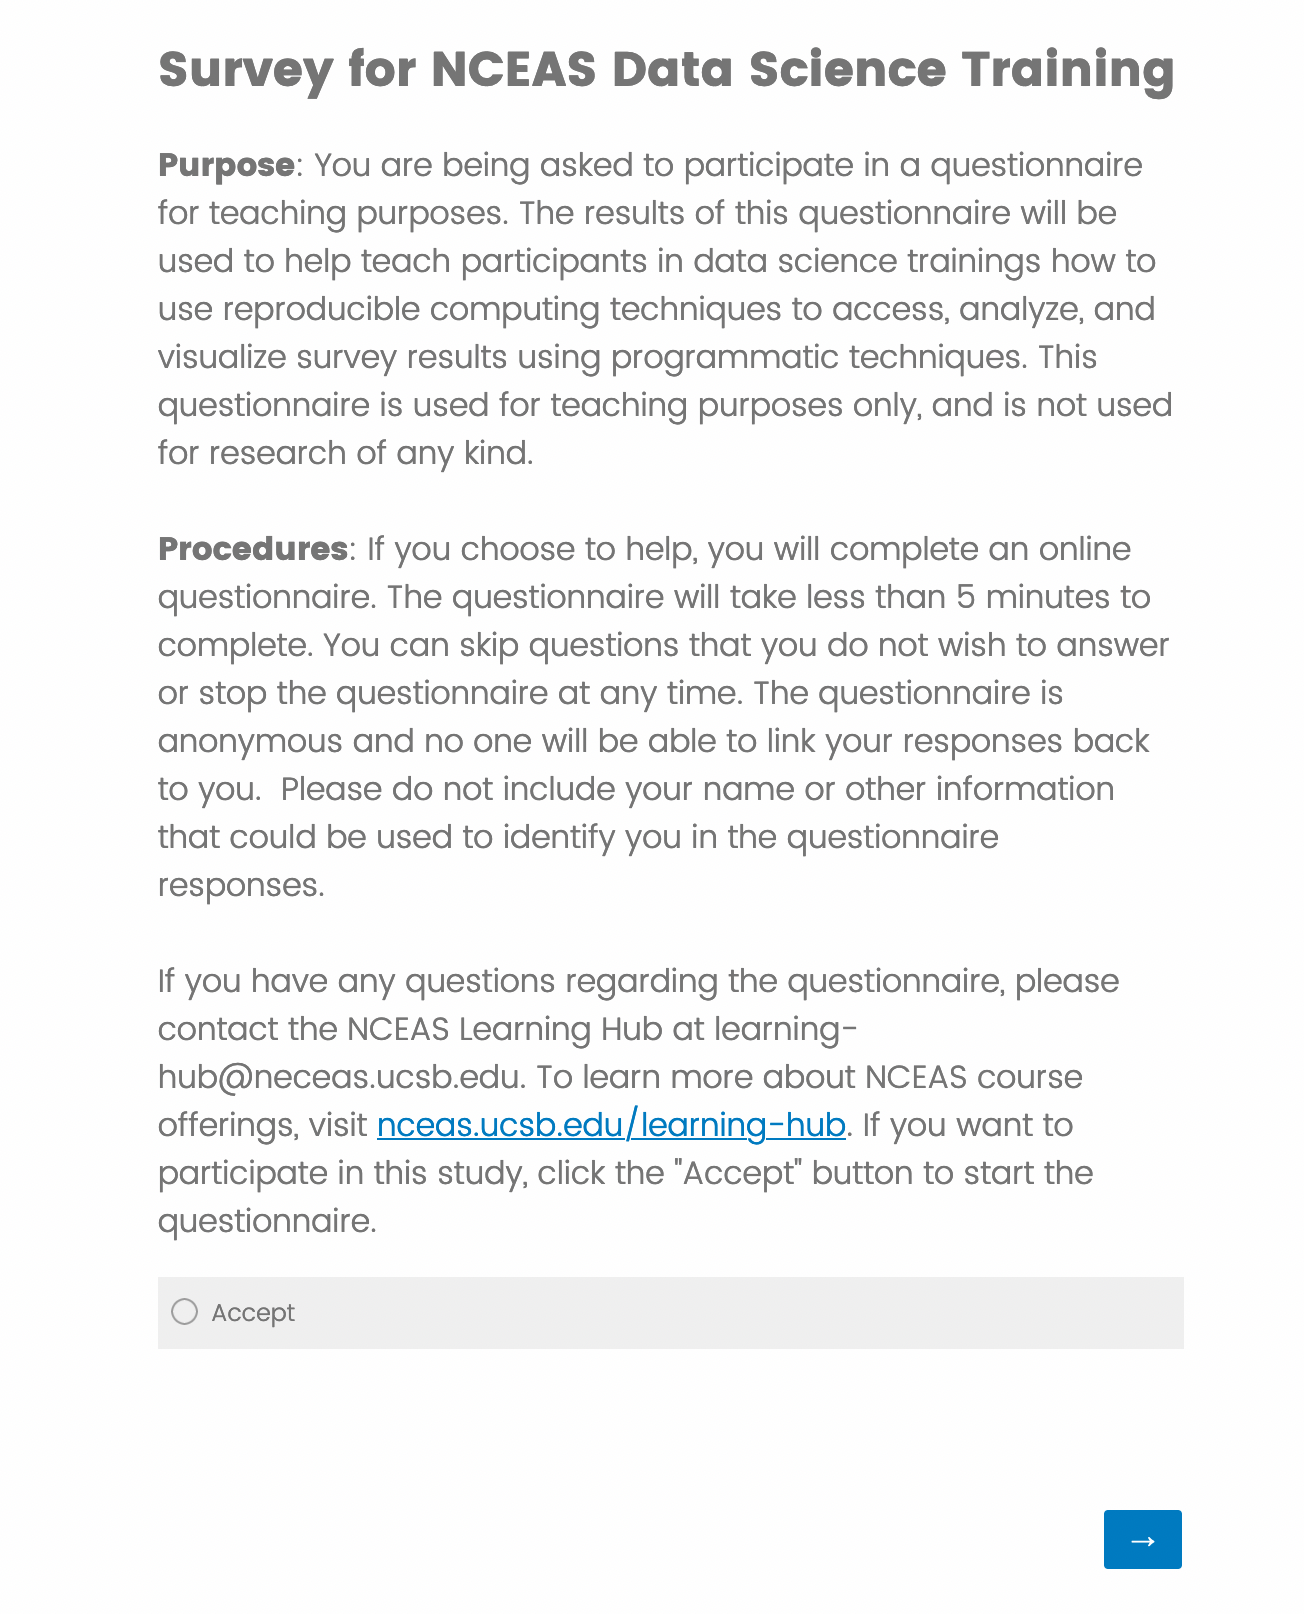 Survey for NCEAS Data Science Training
Purpose: You are being asked to participate in a questionnaire
for teaching purposes. The results of this questionnaire will be
used to help teach participants in data science trainings how to
use reproducible computing techniques to access, analyze, and
visualize survey results using programmatic techniques. This
questionnaire is used for teaching purposes only, and is not used
for research of any kind.
Procedures: If you choose to help, you will complete an online
questionnaire. The questionnaire will take less than 5 minutes to
complete. You can skip questions that you do not wish to answer
or stop the questionnaire at any time. The questionnaire is
anonymous and no one will be able to link your responses back
to you.  Please do not include your name or other information
that could be used to identify you in the questionnaire
responses.
If you have any questions regarding the questionnaire, please
contact the NCEAS Learning Hub at learning-
hub@neceas.ucsb.edu. To learn more about NCEAS course
offerings, visit nceas.ucsb.edu/learning-hub. If you want to
participate in this study, click the "Accept" button to start the
questionnaire.
Accept
→